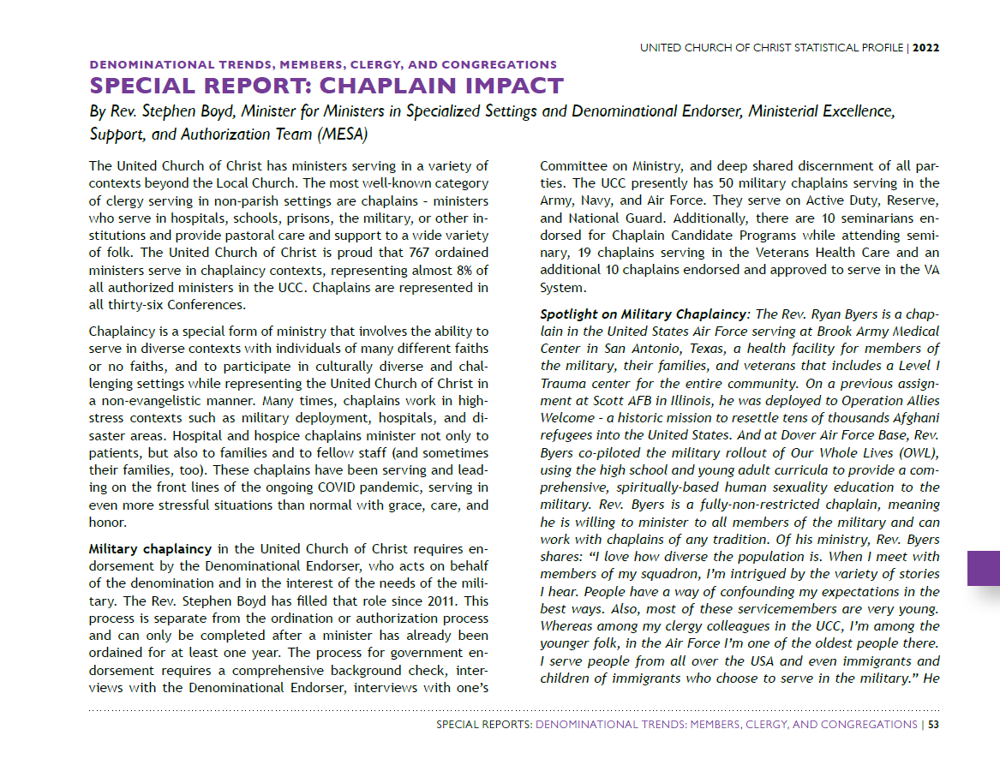 UNITED CHURCH OF CHRIST STATISTICAL PROFILE | 2022
DENOMINATIONAL TRENDS, MEMBERS, CLERGY, AND CONGREGATIONS
SPECIAL REPORT: CHAPLAIN IMPACT
By Rev. Stephen Boyd, Minister for Ministers in Specialized Settings and Denominational Endorser, Ministerial Excellence,
Support, and Authorization Team (MESA)
The United Church of Christ has ministers serving in a variety of
contexts beyond the Local Church. The most well-known category
of clergy serving in non-parish settings are chaplains – ministers
who serve in hospitals, schools, prisons, the military, or other in-
stitutions and provide pastoral care and support to a wide variety
of folk. The United Church of Christ is proud that 767 ordained
ministers serve in chaplaincy contexts, representing almost 8% of
all authorized ministers in the UCC. Chaplains are represented in
all thirty-six Conferences.
Chaplaincy is a special form of ministry that involves the ability to
serve in diverse contexts with individuals of many different faiths
or no faiths, and to participate in culturally diverse and chal-
lenging settings while representing the United Church of Christ in
a non-evangelistic manner. Many times, chaplains work in high-
stress contexts such as military deployment, hospitals, and di-
saster areas. Hospital and hospice chaplains minister not only to
patients, but also to families and to fellow staff (and sometimes
their families, too). These chaplains have been serving and lead-
ing on the front lines of the ongoing COVID pandemic, serving in
even more stressful situations than normal with grace, care, and
honor.
Military chaplaincy in the United Church of Christ requires en-
dorsement by the Denominational Endorser, who acts on behalf
of the denomination and in the interest of the needs of the mili-
tary. The Rev. Stephen Boyd has filled that role since 2011. This
process is separate from the ordination or authorization process
and can only be completed after a minister has already been
ordained for at least one year. The process for government en-
dorsement requires a comprehensive background check, inter-
views with the Denominational Endorser, interviews with one's
Committee on Ministry, and deep shared discernment of all par-
ties. The UCC presently has 50 military chaplains serving in the
Army, Navy, and Air Force. They serve on Active Duty, Reserve,
and National Guard. Additionally, there are 10 seminarians en-
dorsed for Chaplain Candidate Programs while attending semi-
nary, 19 chaplains serving in the Veterans Health Care and an
additional 10 chaplains endorsed and approved to serve in the VA
System.
Spotlight on Military Chaplaincy: The Rev. Ryan Byers is a chap-
lain in the United States Air Force serving at Brook Army Medical
Center in San Antonio, Texas, a health facility for members of
the military, their families, and veterans that includes a Level I
Trauma center for the entire community. On a previous assign-
ment at Scott AFB in Illinois, he was deployed to Operation Allies
Welcome – a historic mission to resettle tens of thousands Afghani
refugees into the United States. And at Dover Air Force Base, Rev.
Byers co-piloted the military rollout of Our Whole Lives (OWL),
using the high school and young adult curricula to provide a com-
prehensive, spiritually-based human sexuality education to the
military. Rev. Byers is a fully-non-restricted chaplain, meaning
he is willing to minister to all members of the military and can
work with chaplains of any tradition. Of his ministry, Rev. Byers
shares: “I love how diverse the population is. When I meet with
members of my squadron, I'm intrigued by the variety of stories
I hear. People have a way of confounding my expectations in the
best ways. Also, most of these servicemembers are very young.
Whereas among my clergy colleagues in the UCC, I'm among the
younger folk, in the Air Force I'm one of the oldest people there.
I serve people from all over the USA and even immigrants and
children of immigrants who choose to serve in the military.” He
SPECIAL REPORTS: DENOMINATIONAL TRENDS: MEMBERS, CLERGY, AND CONGREGATIONS | 53